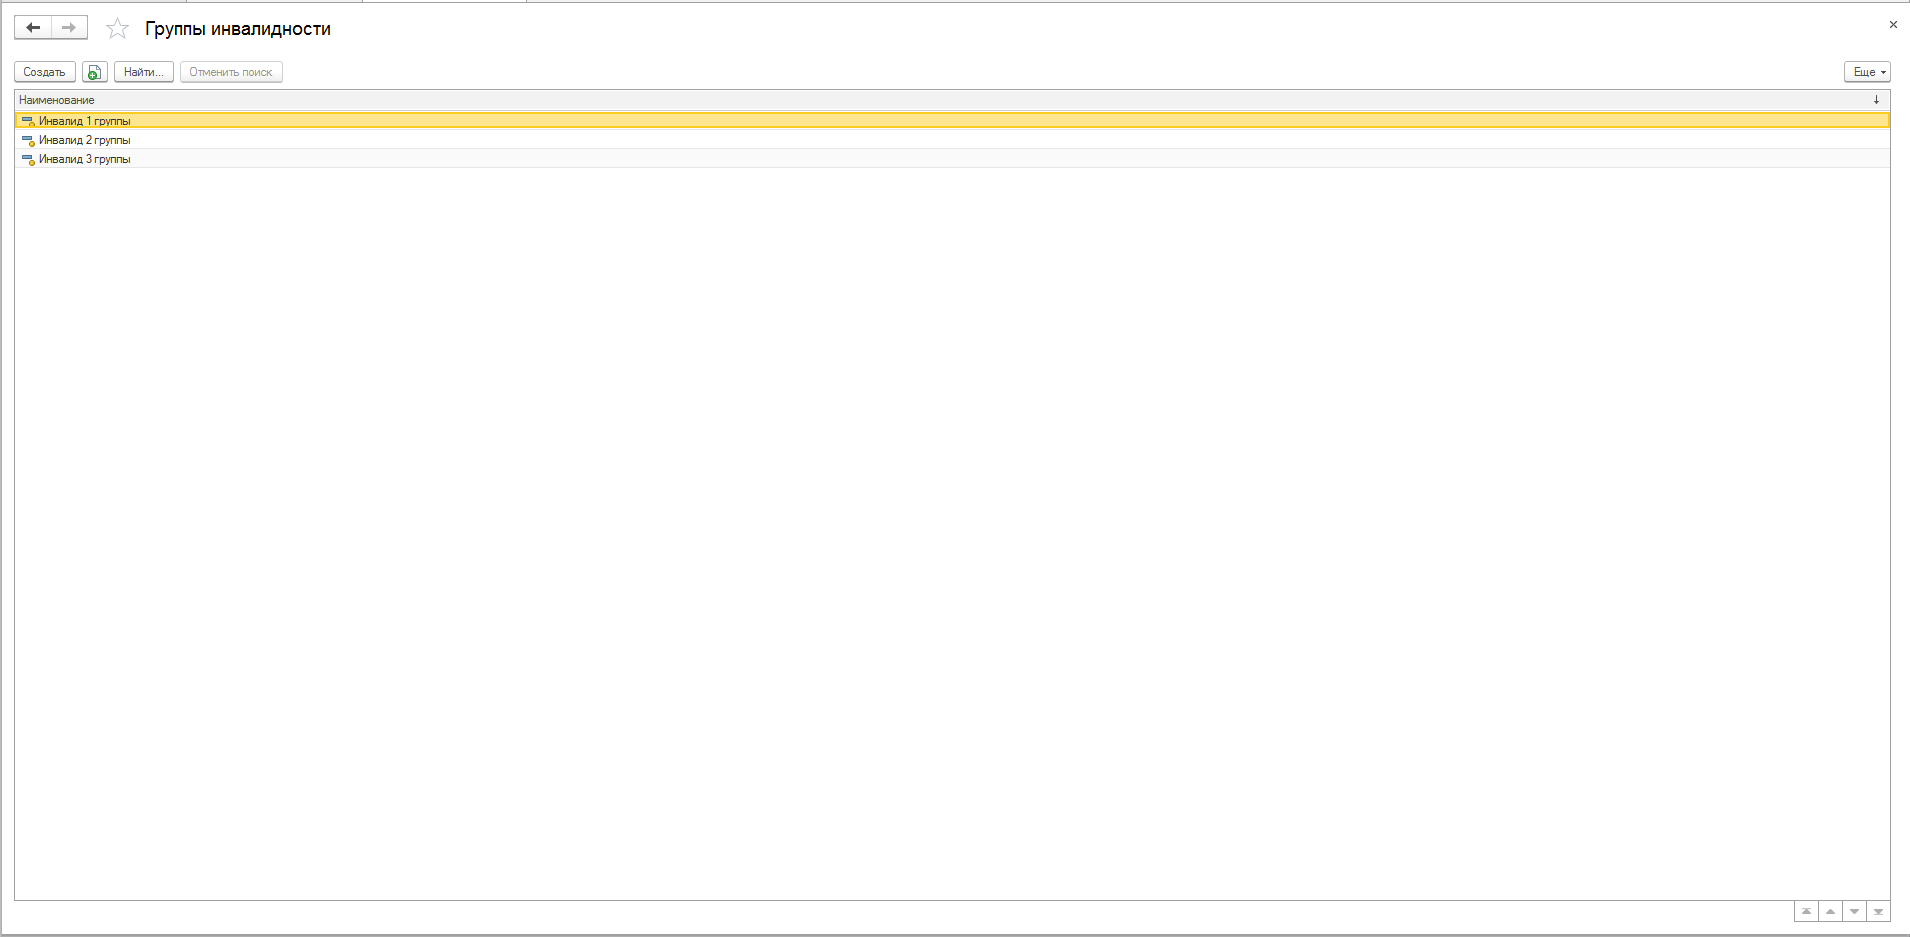 Группы инвалидности
Создать Найти... Отменить поиск Еще
Наименование
Инвалид 1 группы
Инвалид 2 группы
Инвалид 3 группы